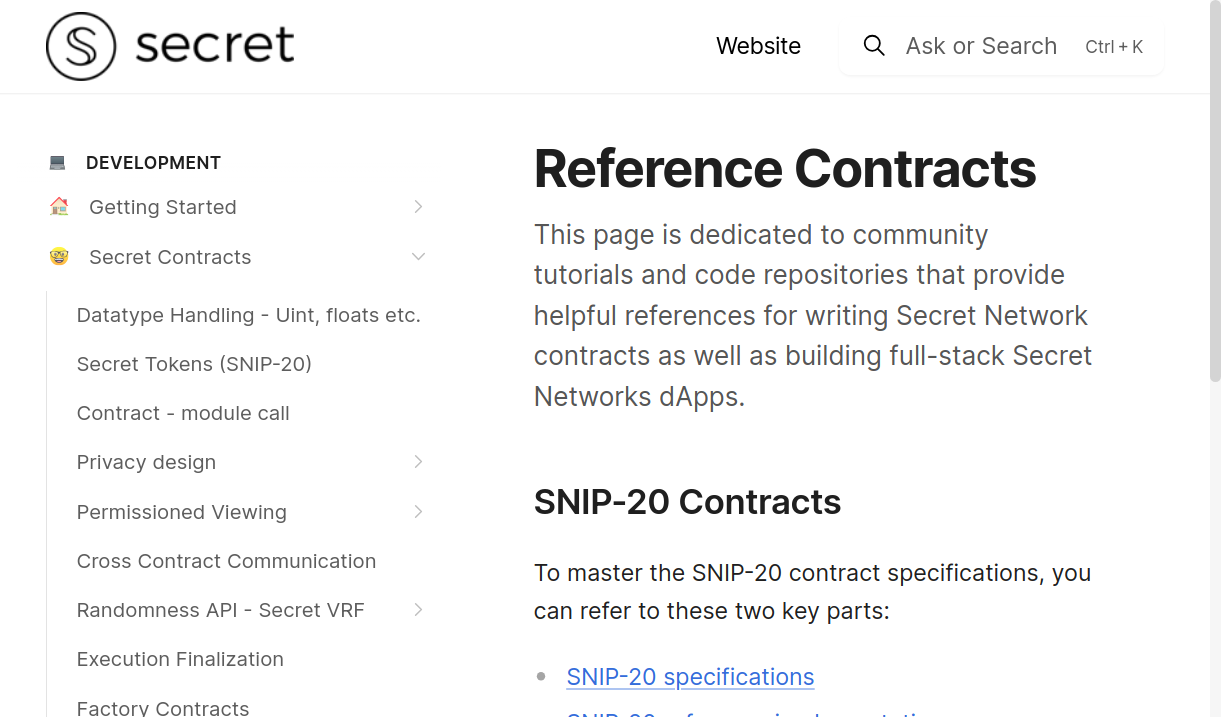 secret
Website
Ask or Search
Ctrl + K
DEVELOPMENT
Getting Started
Secret Contracts
Datatype Handling - Uint, floats etc.
Secret Tokens (SNIP-20)
Contract - module call
Privacy design
Permissioned Viewing
Cross Contract Communication
Randomness API - Secret VRF
Execution Finalization
Factory Contracts
Reference Contracts
This page is dedicated to community
tutorials and code repositories that provide
helpful references for writing Secret Network
contracts as well as building full-stack Secret
Networks dApps.
SNIP-20 Contracts
To master the SNIP-20 contract specifications, you
can refer to these two key parts:
SNIP-20 specifications